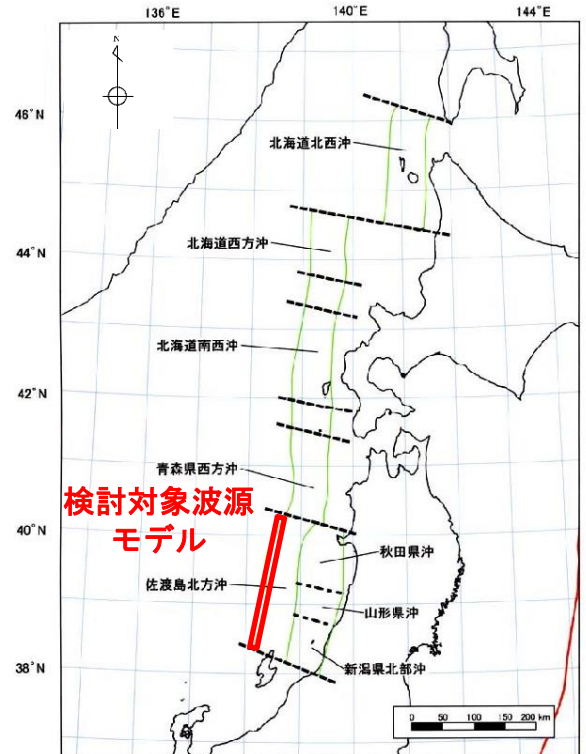 136°E
140°E
144°E
N
46°N
北海道北西沖
北海道西方沖
44°N
北海道南西沖
42°N
青森県西方沖
検討対象波源
モデル
40°N
秋田県沖
佐渡島北方沖
山形県沖
新潟県北部沖
38°N
0 50 100 150 200 km